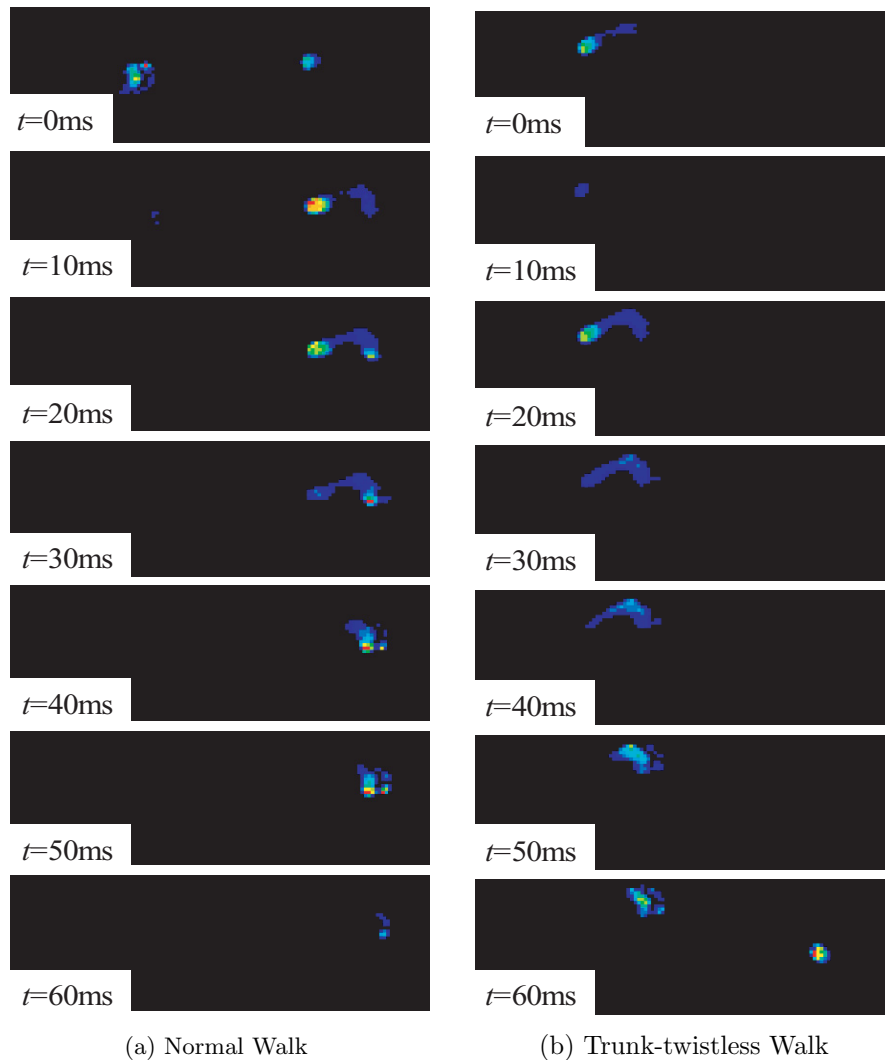 t=0ms
t=10ms
t=20ms
t=30ms
t=40ms
t=50ms
t=60ms
(a) Normal Walk
t=0ms
t=10ms
t=20ms
t=30ms
t=40ms
t=50ms
t=60ms
(b) Trunk-twistless Walk